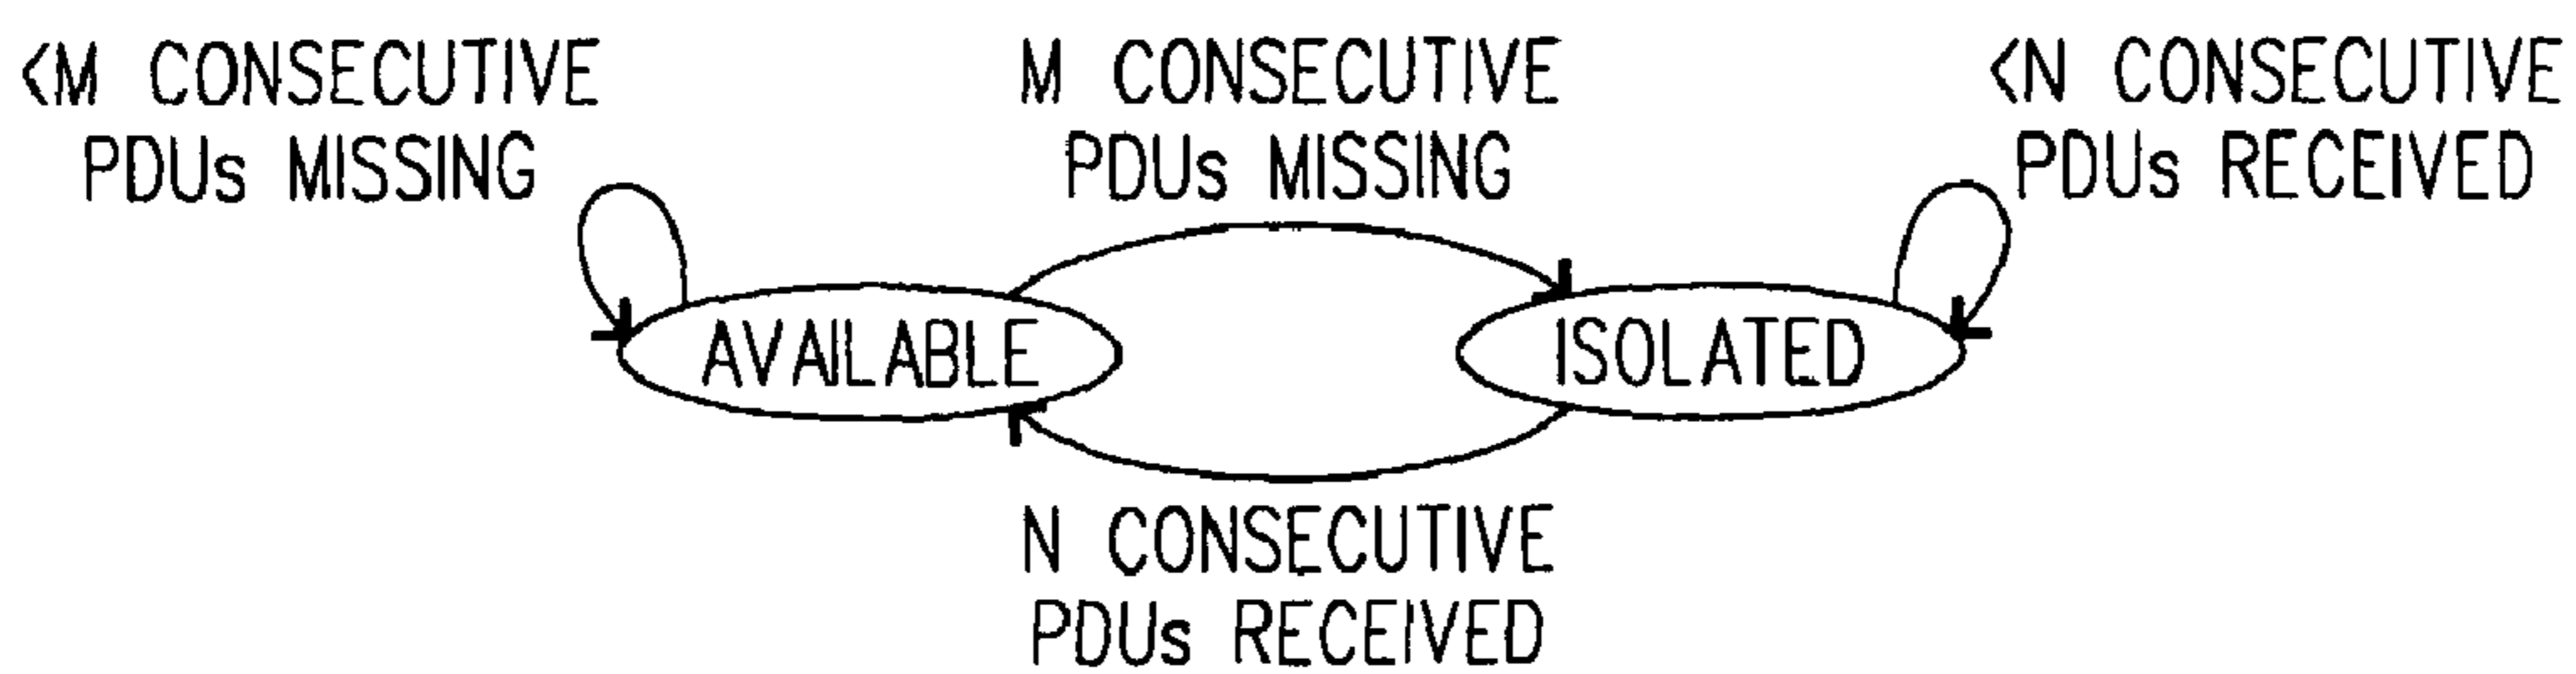 <M CONSECUTIVE
PDUs MISSING
M CONSECUTIVE
PDUs MISSING
<N CONSECUTIVE
PDUs RECEIVED
AVAILABLE
ISOLATED
N CONSECUTIVE
PDUs RECEIVED